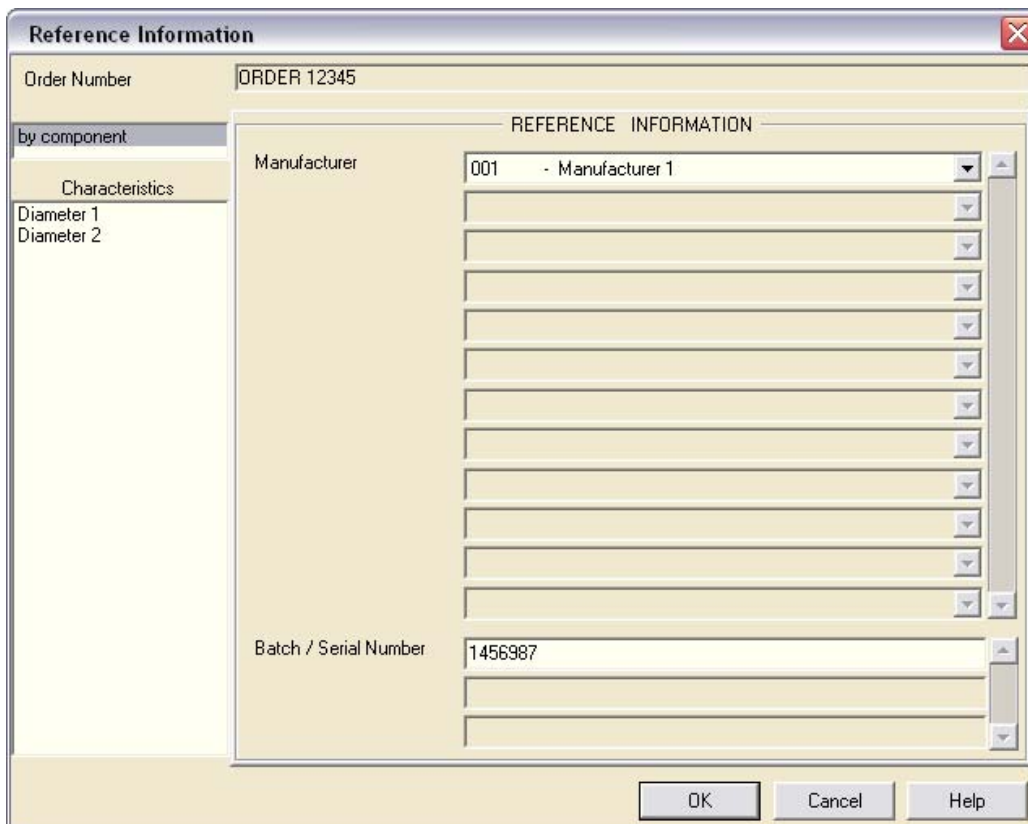 Reference Information
Order Number
ORDER 12345
by component
REFERENCE INFORMATION
Manufacturer
001 - Manufacturer 1
Characteristics
Diameter 1
Diameter 2
Batch / Serial Number
1456987
OK
Cancel
Help